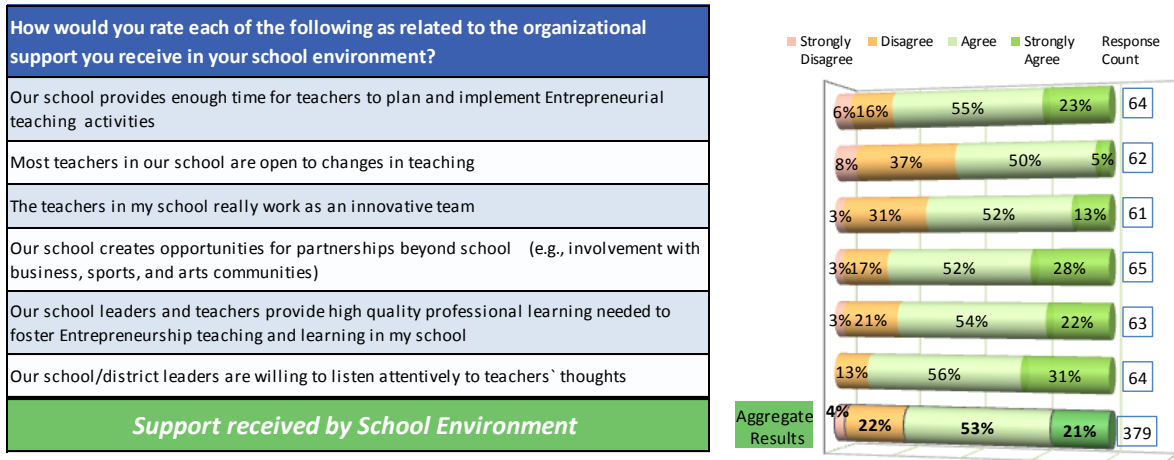 How would you rate each of the following as related to the organizational
support you receive in your school environment?
Our school provides enough time for teachers to plan and implement Entrepreneurial
teaching activities
Most teachers in our school are open to changes in teaching
The teachers in my school really work as an innovative team
Our school creates opportunities for partnerships beyond school (e.g., involvement with
business, sports, and arts communities)
Our school leaders and teachers provide high quality professional learning needed to
foster Entrepreneurship teaching and learning in my school
Our school/district leaders are willing to listen attentively to teachers` thoughts
Support received by School Environment
Strongly Disagree
Disagree
Agree
Strongly Agree
Response Count
6% 16% 55% 23% 64
8% 37% 50% 5% 62
3% 31% 52% 13% 61
3% 17% 52% 28% 65
3% 21% 54% 22% 63
13% 56% 31% 64
Aggregate Results
4% 22% 53% 21% 379